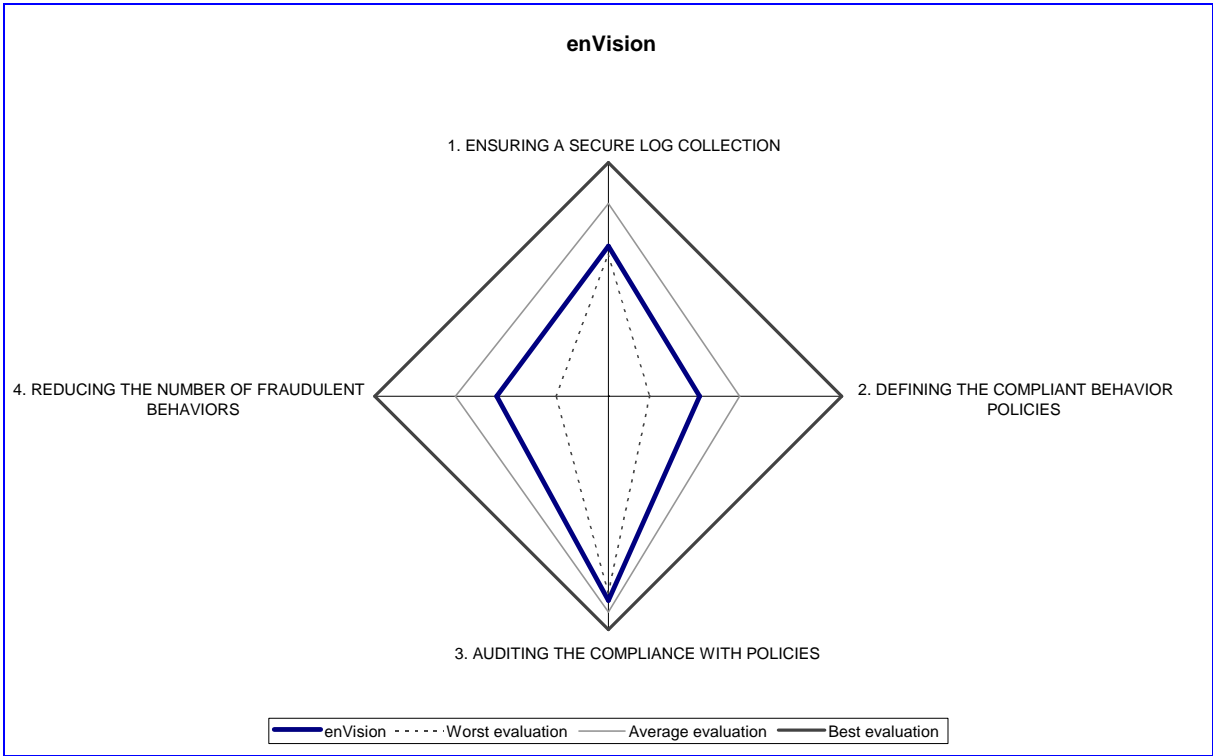 enVision
1. ENSURING A SECURE LOG COLLECTION
4. REDUCING THE NUMBER OF FRAUDULENT
BEHAVIORS
2. DEFINING THE COMPLIANT BEHAVIOR
POLICIES
3. AUDITING THE COMPLIANCE WITH POLICIES
enVision Worst evaluation Average evaluation Best evaluation